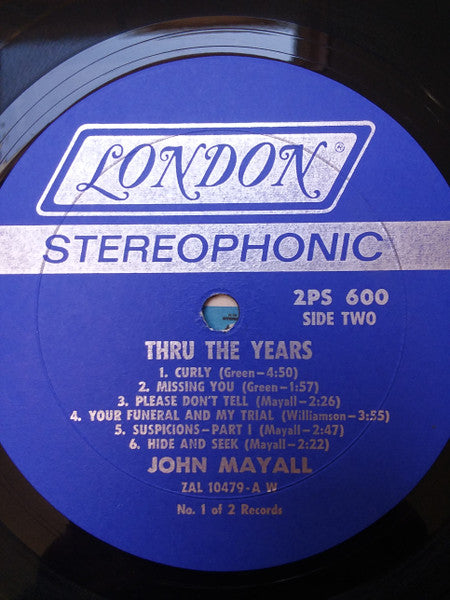 LONDON
STEREOPHONIC
2PS 600
SIDE TWO
THRU THE YEARS
1. CURLY (Green-4:50)
2. MISSING YOU (Green-1:57)
3. PLEASE DON'T TELL (Mayall-2:26)
4. YOUR FUNERAL AND MY TRIAL (Williamson-3:55)
5. SUSPICIONS-PART I (Mayall-2:47)
6. HIDE AND SEEK (Mayall-2:22)
JOHN MAYALL
ZAL 10479-A W
No. 1 of 2 Records